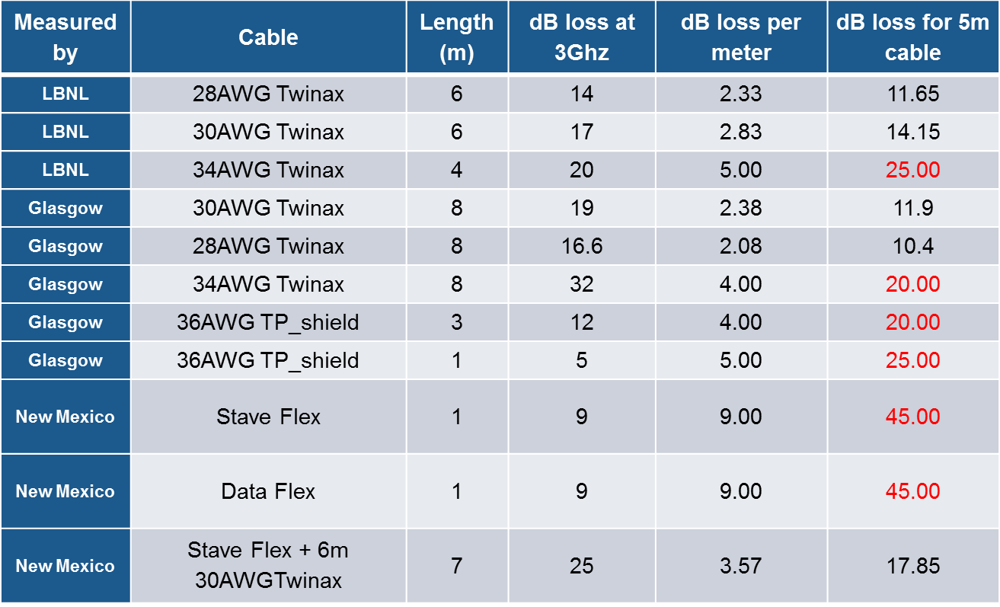 Measured by Cable Length (m) dB loss at 3Ghz dB loss per meter dB loss for 5m cable
LBNL 28AWG Twinax 6 14 2.33 11.65
LBNL 30AWG Twinax 6 17 2.83 14.15
LBNL 34AWG Twinax 4 20 5.00 25.00
Glasgow 30AWG Twinax 8 19 2.38 11.9
Glasgow 28AWG Twinax 8 16.6 2.08 10.4
Glasgow 34AWG Twinax 8 32 4.00 20.00
Glasgow 36AWG TP_shield 3 12 4.00 20.00
Glasgow 36AWG TP_shield 1 5 5.00 25.00
New Mexico Stave Flex 1 9 9.00 45.00
New Mexico Data Flex 1 9 9.00 45.00
New Mexico Stave Flex + 6m 30AWGTwinax 7 25 3.57 17.85